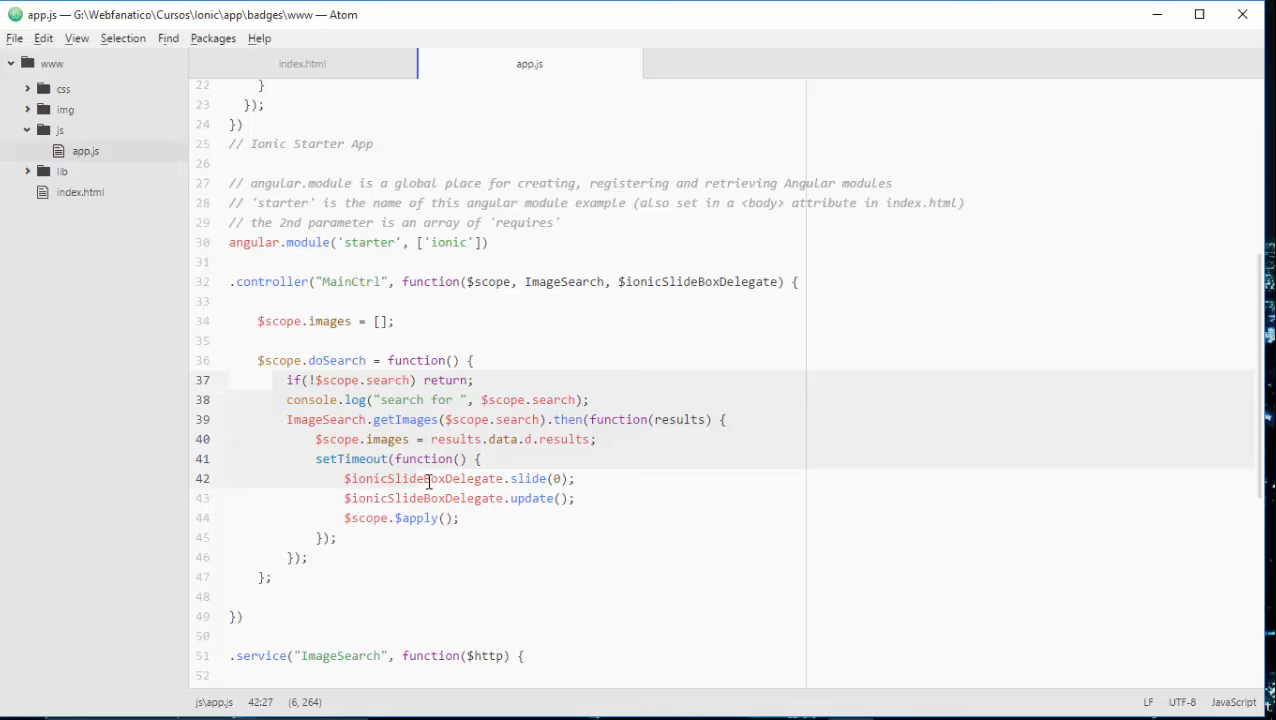 app.js — G:\Webfanatico\Cursos\Ionic\app\badges\www — Atom
File Edit View Selection Find Packages Help
www
css
img
js
app.js
lib
index.html
index.html
app.js
22 }
23 });
24 })
25 // Ionic Starter App
26
27 // angular.module is a global place for creating, registering and retrieving Angular modules
28 // 'starter' is the name of this angular module example (also set in a <body> attribute in index.html)
29 // the 2nd parameter is an array of 'requires'
30 angular.module('starter', ['ionic'])
31
32 .controller("MainCtrl", function($scope, ImageSearch, $ionicSlideBoxDelegate) {
33
34 $scope.images = [];
35
36 $scope.doSearch = function() {
37 if(!$scope.search) return;
38 console.log("search for ", $scope.search);
39 ImageSearch.getImages($scope.search).then(function(results) {
40 $scope.images = results.data.d.results;
41 setTimeout(function() {
42 $ionicSlideBoxDelegate.slide(0);
43 $ionicSlideBoxDelegate.update();
44 $scope.$apply();
45 });
46 });
47 };
48
49 })
50
51 .service("ImageSearch", function($http) {
52
js\app.js 42:27 (6, 264) LF UTF-8 JavaScript